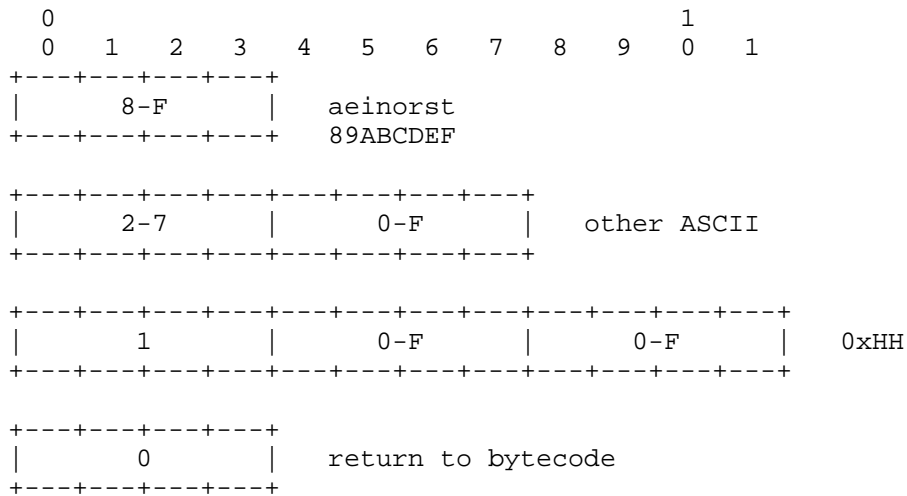 0                                       1
   0   1   2   3   4   5   6   7   8   9   0   1
 +---+---+---+---+
 |      8-F      |   aeinorst
 +---+---+---+---+   89ABCDEF

 +---+---+---+---+---+---+---+---+
 |      2-7      |      0-F      |   other ASCII
 +---+---+---+---+---+---+---+---+

 +---+---+---+---+---+---+---+---+---+---+---+---+
 |       1       |      0-F      |      0-F      |   0xHH
 +---+---+---+---+---+---+---+---+---+---+---+---+

 +---+---+---+---+
 |       0       |   return to bytecode
 +---+---+---+---+